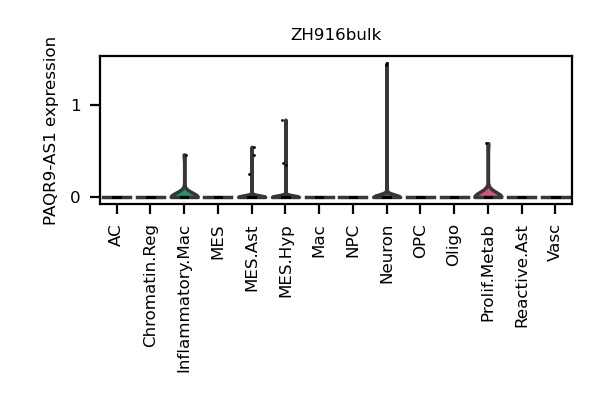 ZH916bulk
PAQR9-AS1 expression
1
0
AC
Chromatin.Reg
Inflammatory.Mac
MES
MES.Ast
MES.Hyp
Mac
NPC
Neuron
OPC
Oligo
Prolif.Metab
Reactive.Ast
Vasc